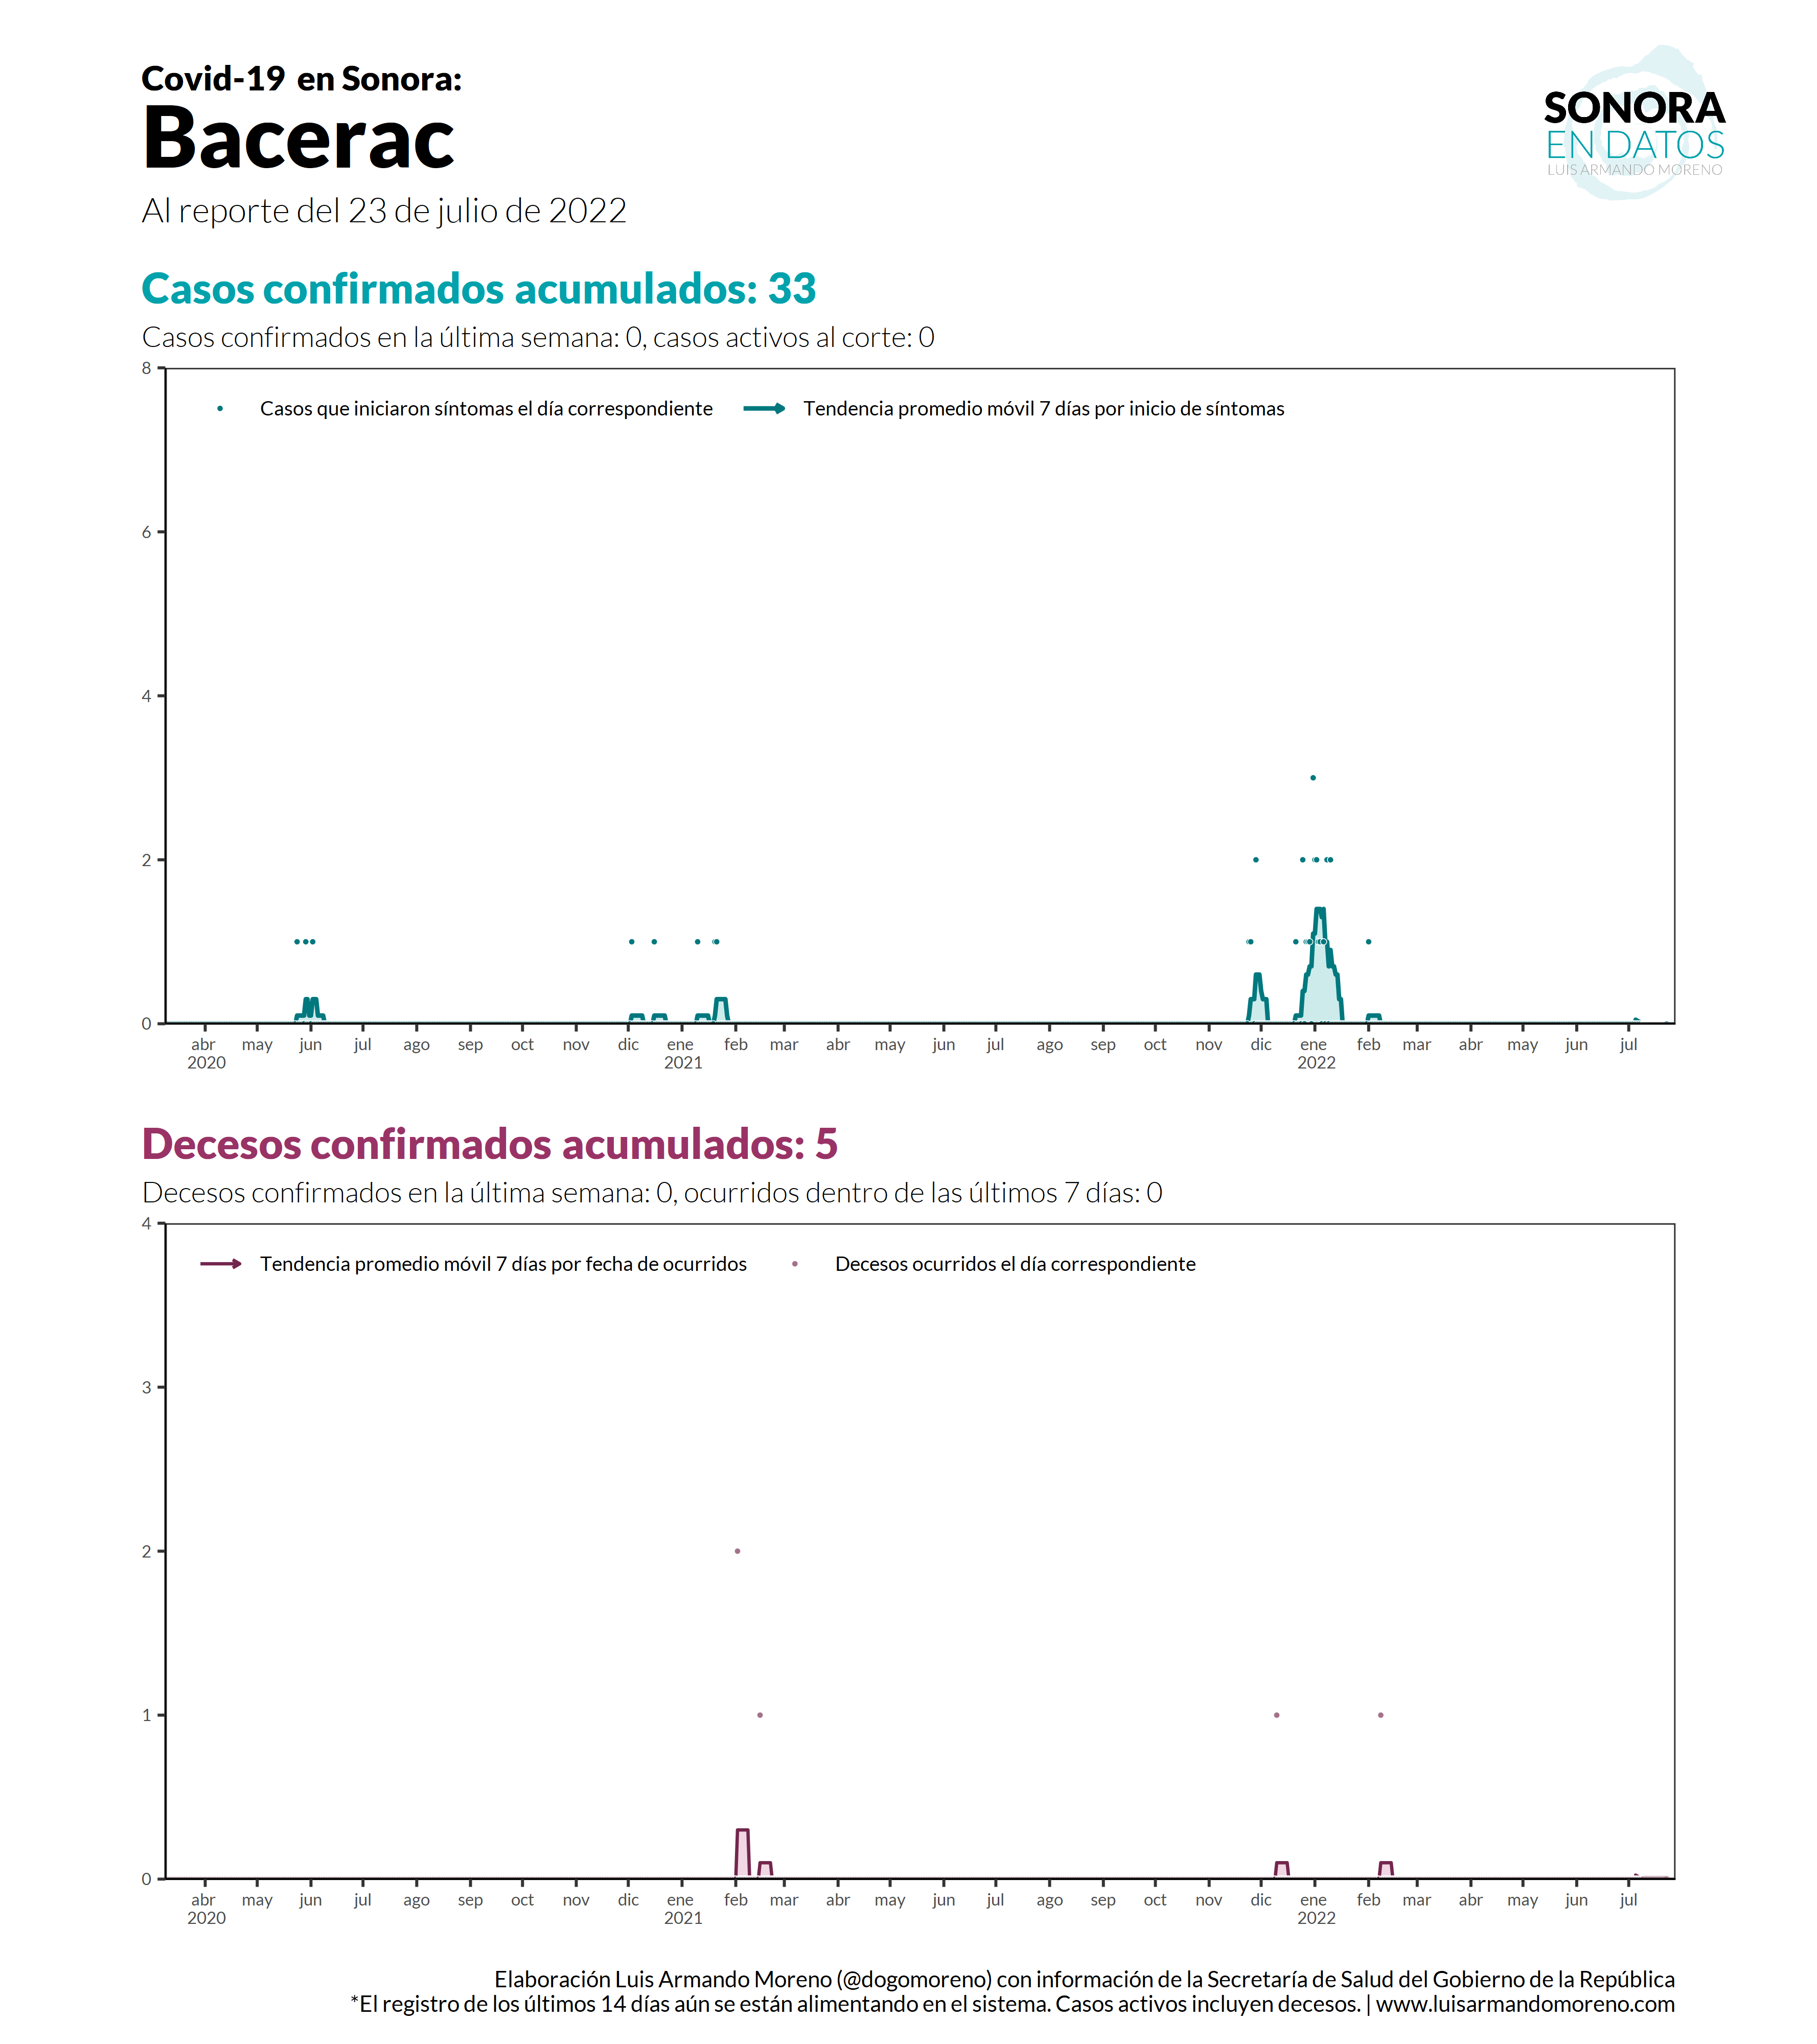 Covid-19 en Sonora:
Bacerac
Al reporte del 23 de julio de 2022
SONORA
EN DATOS
LUIS ARMANDO MORENO
Casos confirmados acumulados: 33
Casos confirmados en la última semana: 0, casos activos al corte: 0
Casos que iniciaron síntomas el día correspondiente Tendencia promedio móvil 7 días por inicio de síntomas
8
6
4
2
0
abr may jun jul ago sep oct nov dic ene feb mar abr may jun jul ago sep oct nov dic ene feb mar abr may jun jul
2020 2021 2022
Decesos confirmados acumulados: 5
Decesos confirmados en la última semana: 0, ocurridos dentro de las últimos 7 días: 0
Tendencia promedio móvil 7 días por fecha de ocurridos Decesos ocurridos el día correspondiente
4
3
2
1
0
abr may jun jul ago sep oct nov dic ene feb mar abr may jun jul ago sep oct nov dic ene feb mar abr may jun jul
2020 2021 2022
Elaboración Luis Armando Moreno (@dogomoreno) con información de la Secretaría de Salud del Gobierno de la República
*El registro de los últimos 14 días aún se están alimentando en el sistema. Casos activos incluyen decesos. | www.luisarmandomoreno.com